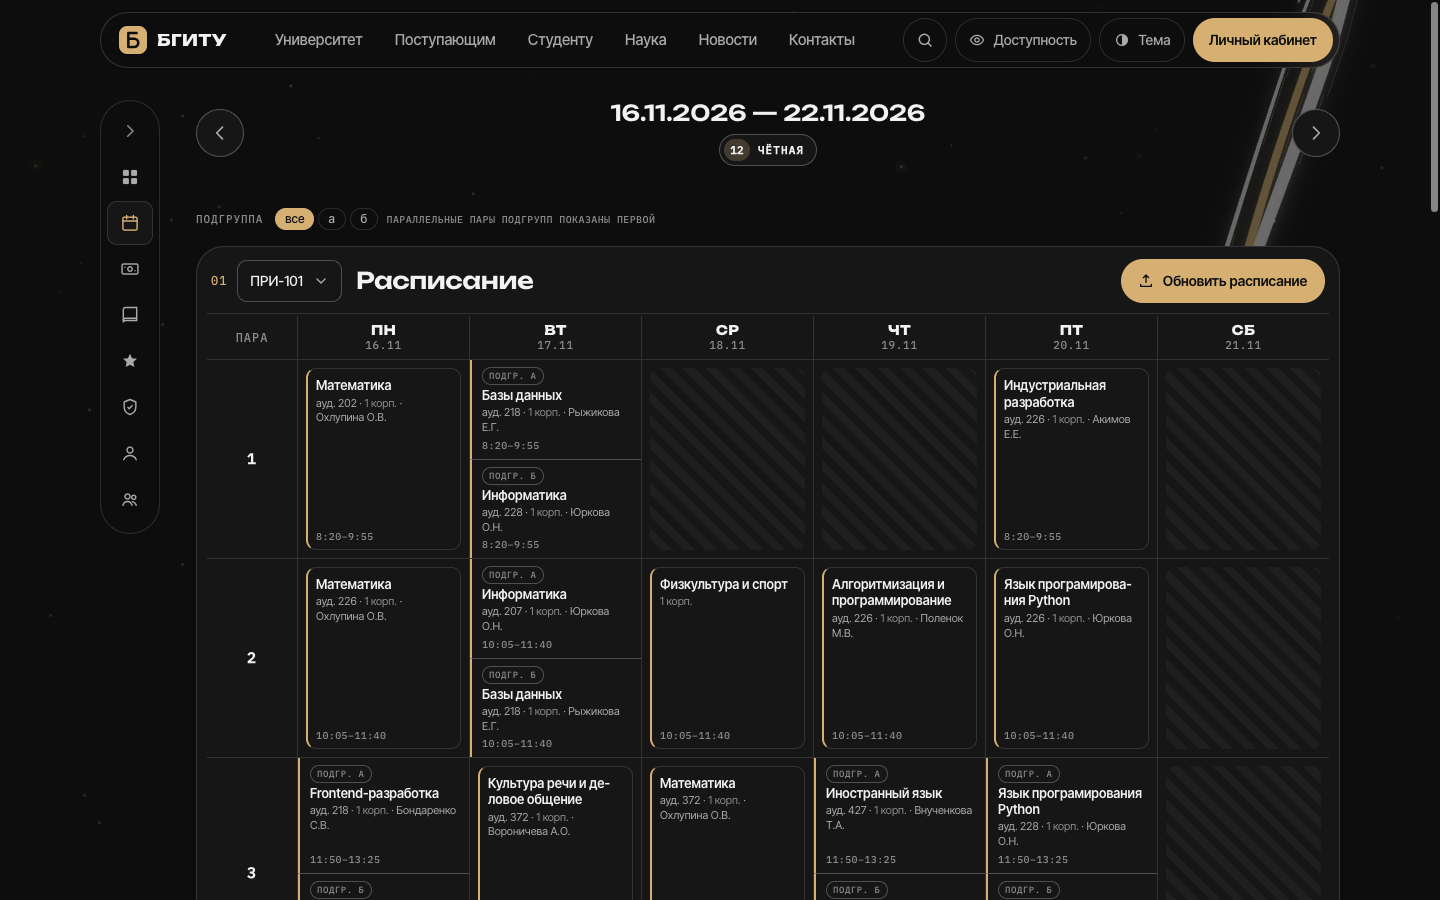 Б БГИТУ Университет Поступающим Студенту Наука Новости Контакты Доступность Тема Личный кабинет
16.11.2026 — 22.11.2026
12 ЧЁТНАЯ
ПОДГРУППА все а б ПАРАЛЛЕЛЬНЫЕ ПАРЫ ПОДГРУПП ПОКАЗАНЫ ПЕРВОЙ
01 ПРИ-101 Расписание Обновить расписание
ПАРА
ПН
16.11
ВТ
17.11
СР
18.11
ЧТ
19.11
ПТ
20.11
СБ
21.11
1
Математика
ауд. 202 · 1 корп. ·
Охлупина О.В.
8:20–9:55
ПОДГР. А
Базы данных
ауд. 218 · 1 корп. · Рыжикова
Е.Г.
8:20–9:55
ПОДГР. Б
Информатика
ауд. 228 · 1 корп. · Юркова
О.Н.
8:20–9:55
Индустриальная
разработка
ауд. 226 · 1 корп. · Акимов
Е.Е.
8:20–9:55
2
Математика
ауд. 226 · 1 корп. ·
Охлупина О.В.
10:05–11:40
ПОДГР. А
Информатика
ауд. 207 · 1 корп. · Юркова
О.Н.
10:05–11:40
ПОДГР. Б
Базы данных
ауд. 218 · 1 корп. · Рыжикова
Е.Г.
10:05–11:40
Физкультура и спорт
1 корп.
10:05–11:40
Алгоритмизация и
программирование
ауд. 226 · 1 корп. · Поленок
М.В.
10:05–11:40
Язык програмирова-
ния Python
ауд. 226 · 1 корп. · Юркова
О.Н.
10:05–11:40
3
ПОДГР. А
Frontend-разработка
ауд. 218 · 1 корп. · Бондаренко
С.В.
11:50–13:25
ПОДГР. Б
Культура речи и де-
ловое общение
ауд. 372 · 1 корп. ·
Вороничева А.О.
Математика
ауд. 372 · 1 корп. ·
Охлупина О.В.
ПОДГР. А
Иностранный язык
ауд. 427 · 1 корп. · Внученкова
Т.А.
11:50–13:25
ПОДГР. Б
ПОДГР. А
Язык програмирования
Python
ауд. 228 · 1 корп. · Юркова
О.Н.
11:50–13:25
ПОДГР. Б